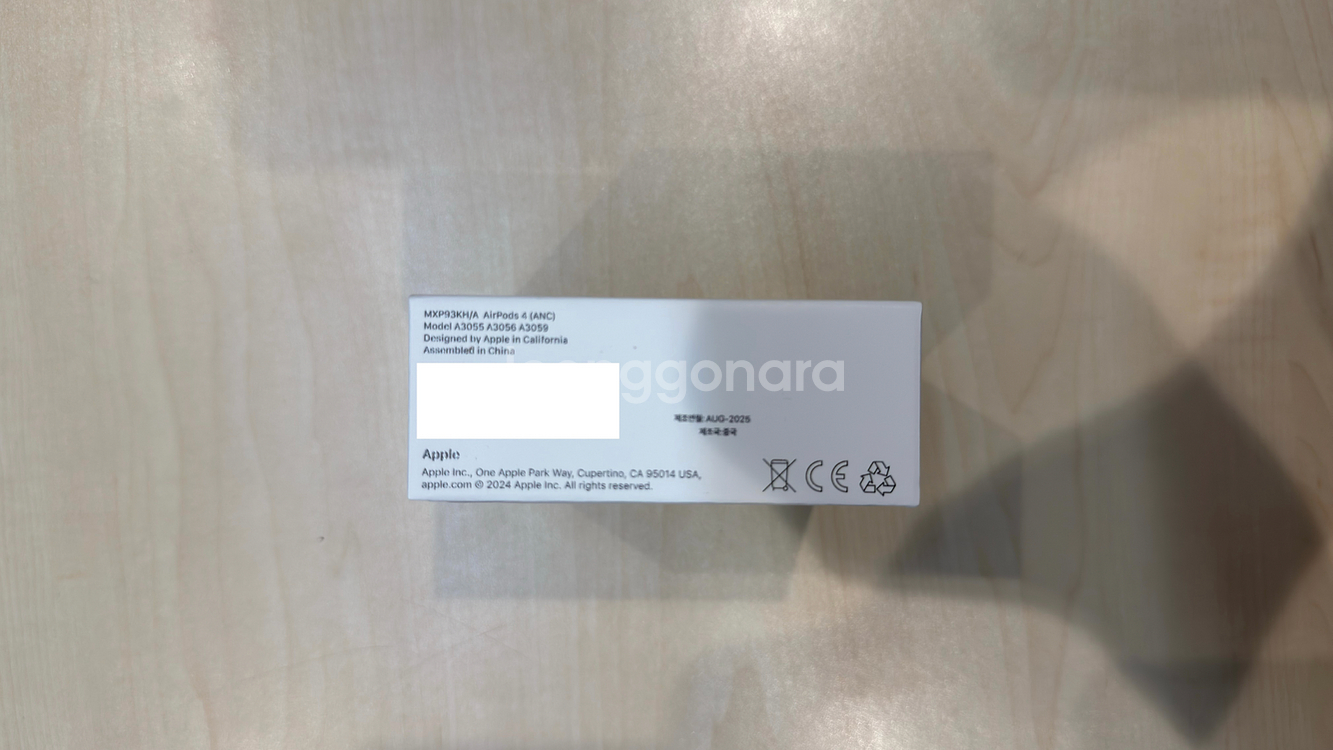 MXP93KH/A AirPods 4 (ANC)
Model A3055 A3056 A3059
Designed by Apple in California
Assembled in China
ggonara
제조연월: AUG-2025
제조국:중국
Apple
Apple Inc., One Apple Park Way, Cupertino, CA 95014 USA,
apple.com © 2024 Apple Inc. All rights reserved.